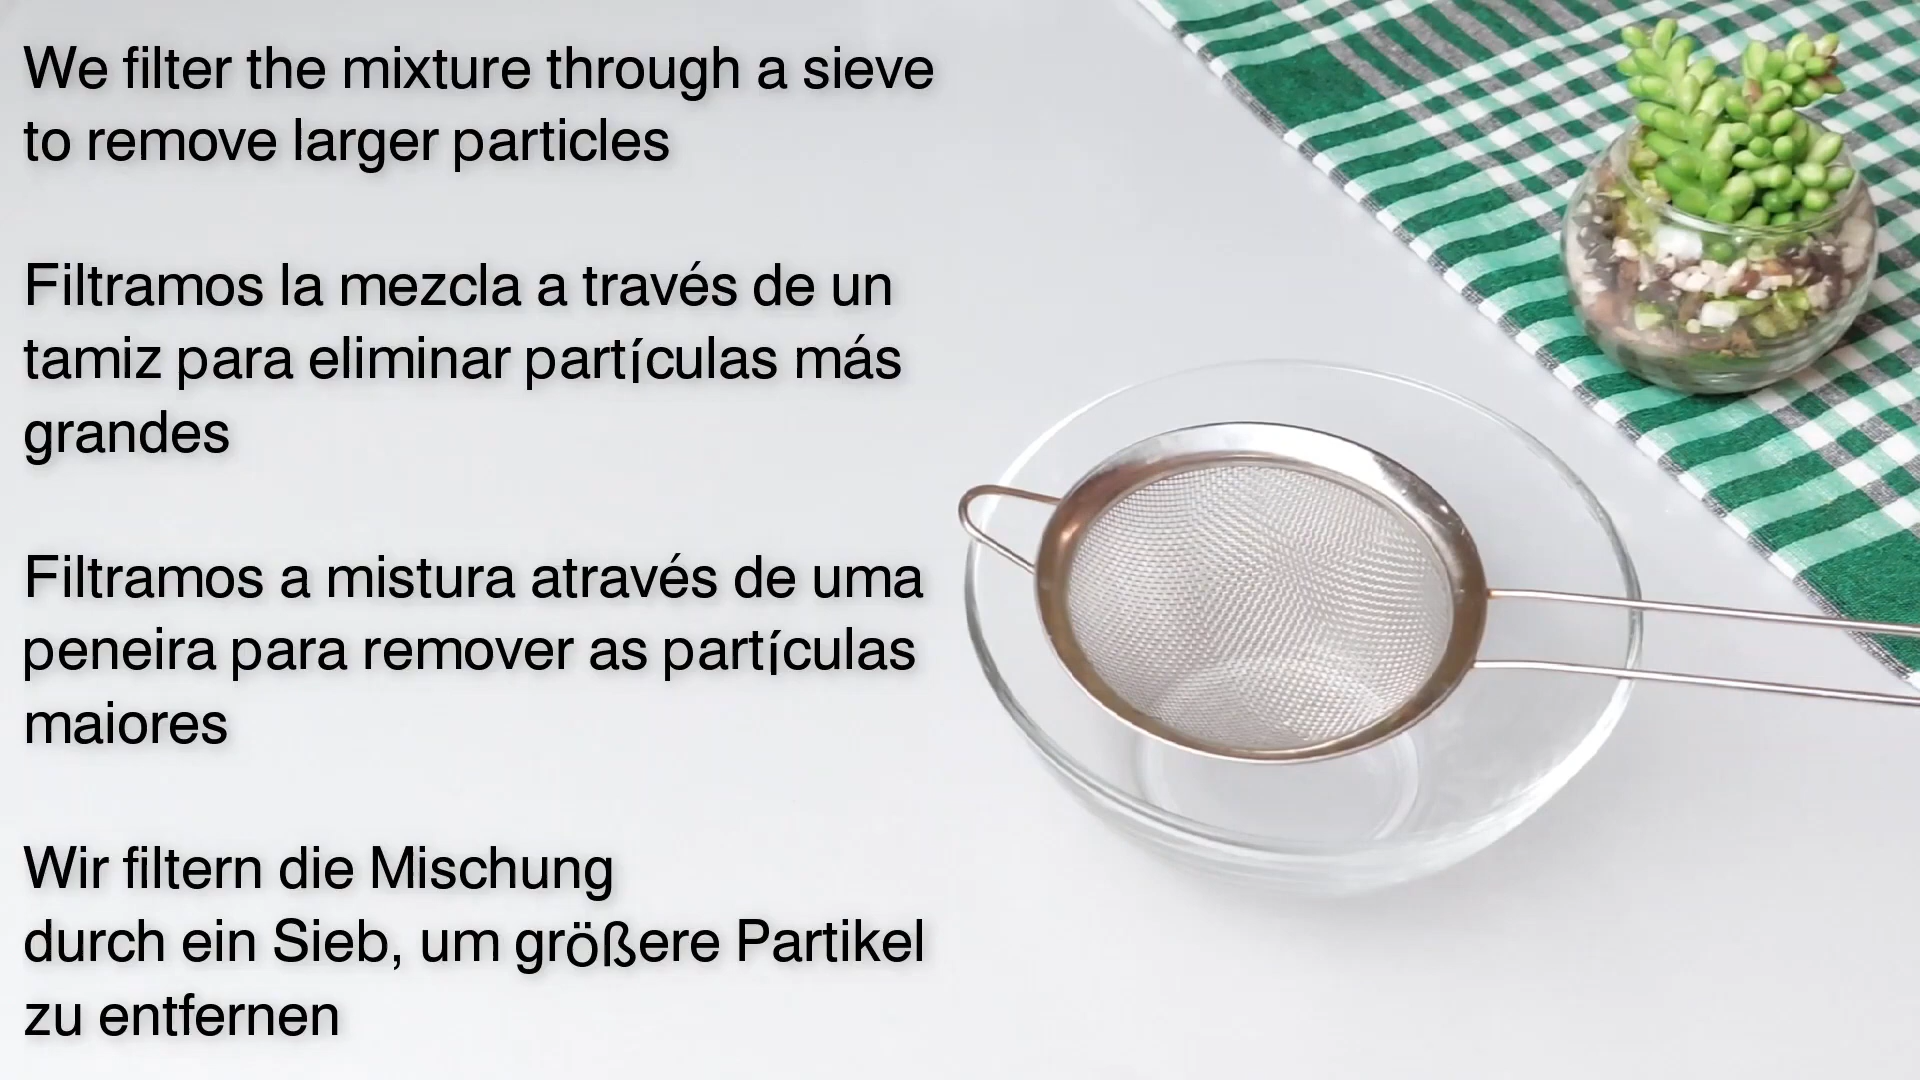 We filter the mixture through a sieve
to remove larger particles
Filtramos la mezcla a través de un
tamiz para eliminar partículas más
grandes
Filtramos a mistura através de uma
peneira para remover as partículas
maiores
Wir filtern die Mischung
durch ein Sieb, um größere Partikel
zu entfernen